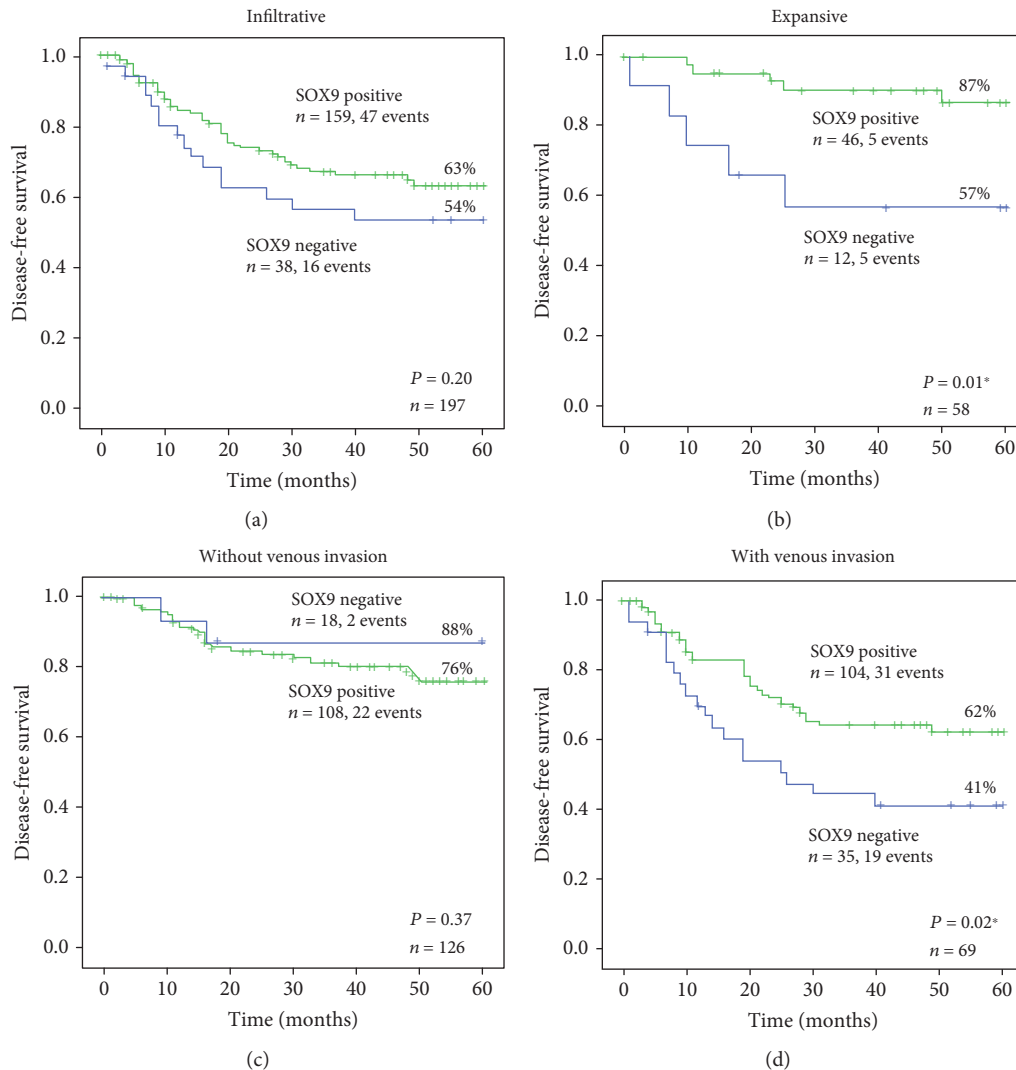 Infiltrative
1.0
0.8
0.6
0.4
0.2
0.0
Disease-free survival
SOX9 positive
n = 159, 47 events
63%
54%
SOX9 negative
n = 38, 16 events
P = 0.20
n = 197
0 10 20 30 40 50 60
Time (months)
(a)
Expansive
1.0
0.8
0.6
0.4
0.2
0.0
Disease-free survival
87%
SOX9 positive
n = 46, 5 events
57%
SOX9 negative
n = 12, 5 events
P = 0.01*
n = 58
0 10 20 30 40 50 60
Time (months)
(b)
Without venous invasion
1.0
0.8
0.6
0.4
0.2
0.0
Disease-free survival
SOX9 negative
n = 18, 2 events
88%
76%
SOX9 positive
n = 108, 22 events
P = 0.37
n = 126
0 10 20 30 40 50 60
Time (months)
(c)
With venous invasion
1.0
0.8
0.6
0.4
0.2
0.0
Disease-free survival
SOX9 positive
n = 104, 31 events
62%
41%
SOX9 negative
n = 35, 19 events
P = 0.02*
n = 69
0 10 20 30 40 50 60
Time (months)
(d)